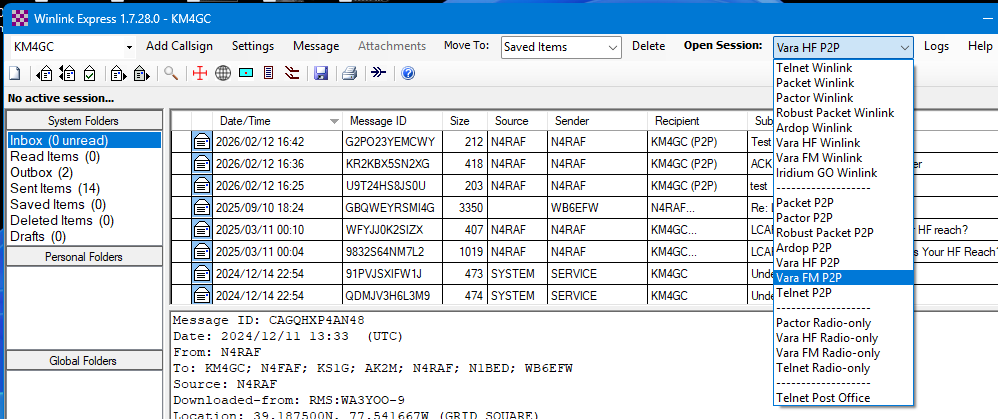 Winlink Express 1.7.28.0 - KM4GC
KM4GC Add Callsign Settings Message Attachments Move To: Saved Items Delete Open Session: Vara HF P2P Logs Help
No active session...
System Folders
Inbox (0 unread)
Read Items (0)
Outbox (2)
Sent Items (14)
Saved Items (0)
Deleted Items (0)
Drafts (0)
Personal Folders
Global Folders
Date/Time Message ID Size Source Sender Recipient Sub
2026/02/12 16:42 G2PO23YEMCWY 212 N4RAF N4RAF KM4GC (P2P) Test
2026/02/12 16:36 KR2KBX5SN2XG 418 N4RAF N4RAF KM4GC (P2P) ACK er
2026/02/12 16:25 U9T24HS8JS0U 203 N4RAF N4RAF KM4GC (P2P) test
2025/09/10 18:24 GBQWEYRSMI4G 3350 WB6EFW N4RAF... Re: L
2025/03/11 00:10 WFYJJ0K2SIZX 407 N4RAF N4RAF KM4GC... LCAL HF reach?
2025/03/11 00:10 9832S64NM7L2 1019 N4RAF N4RAF KM4GC... LCAL s Your HF Reach?
2024/12/14 22:54 91PVJSXIFW1J 473 SYSTEM SERVICE KM4GC Unde
2024/12/14 22:54 QDMJV3H6L3M9 474 SYSTEM SERVICE KM4GC Unde
Telnet Winlink
Packet Winlink
Pactor Winlink
Robust Packet Winlink
Ardop Winlink
Vara HF Winlink
Vara FM Winlink
Iridium GO Winlink
-------------------
Packet P2P
Pactor P2P
Robust Packet P2P
Ardop P2P
Vara HF P2P
Vara FM P2P
Telnet P2P
-------------------
Pactor Radio-only
Vara HF Radio-only
Vara FM Radio-only
Telnet Radio-only
-------------------
Telnet Post Office
Message ID: CAGQHXP4AN48
Date: 2024/12/11 13:33 (UTC)
From: N4RAF
To: KM4GC; N4FAF; KS1G; AK2M; N4RAF; N1BED; WB6EFW
Source: N4RAF
Downloaded-from: RMS:WA3YOO-9
Location: 39.187500N, 77.541667W (GRID SQUARE)